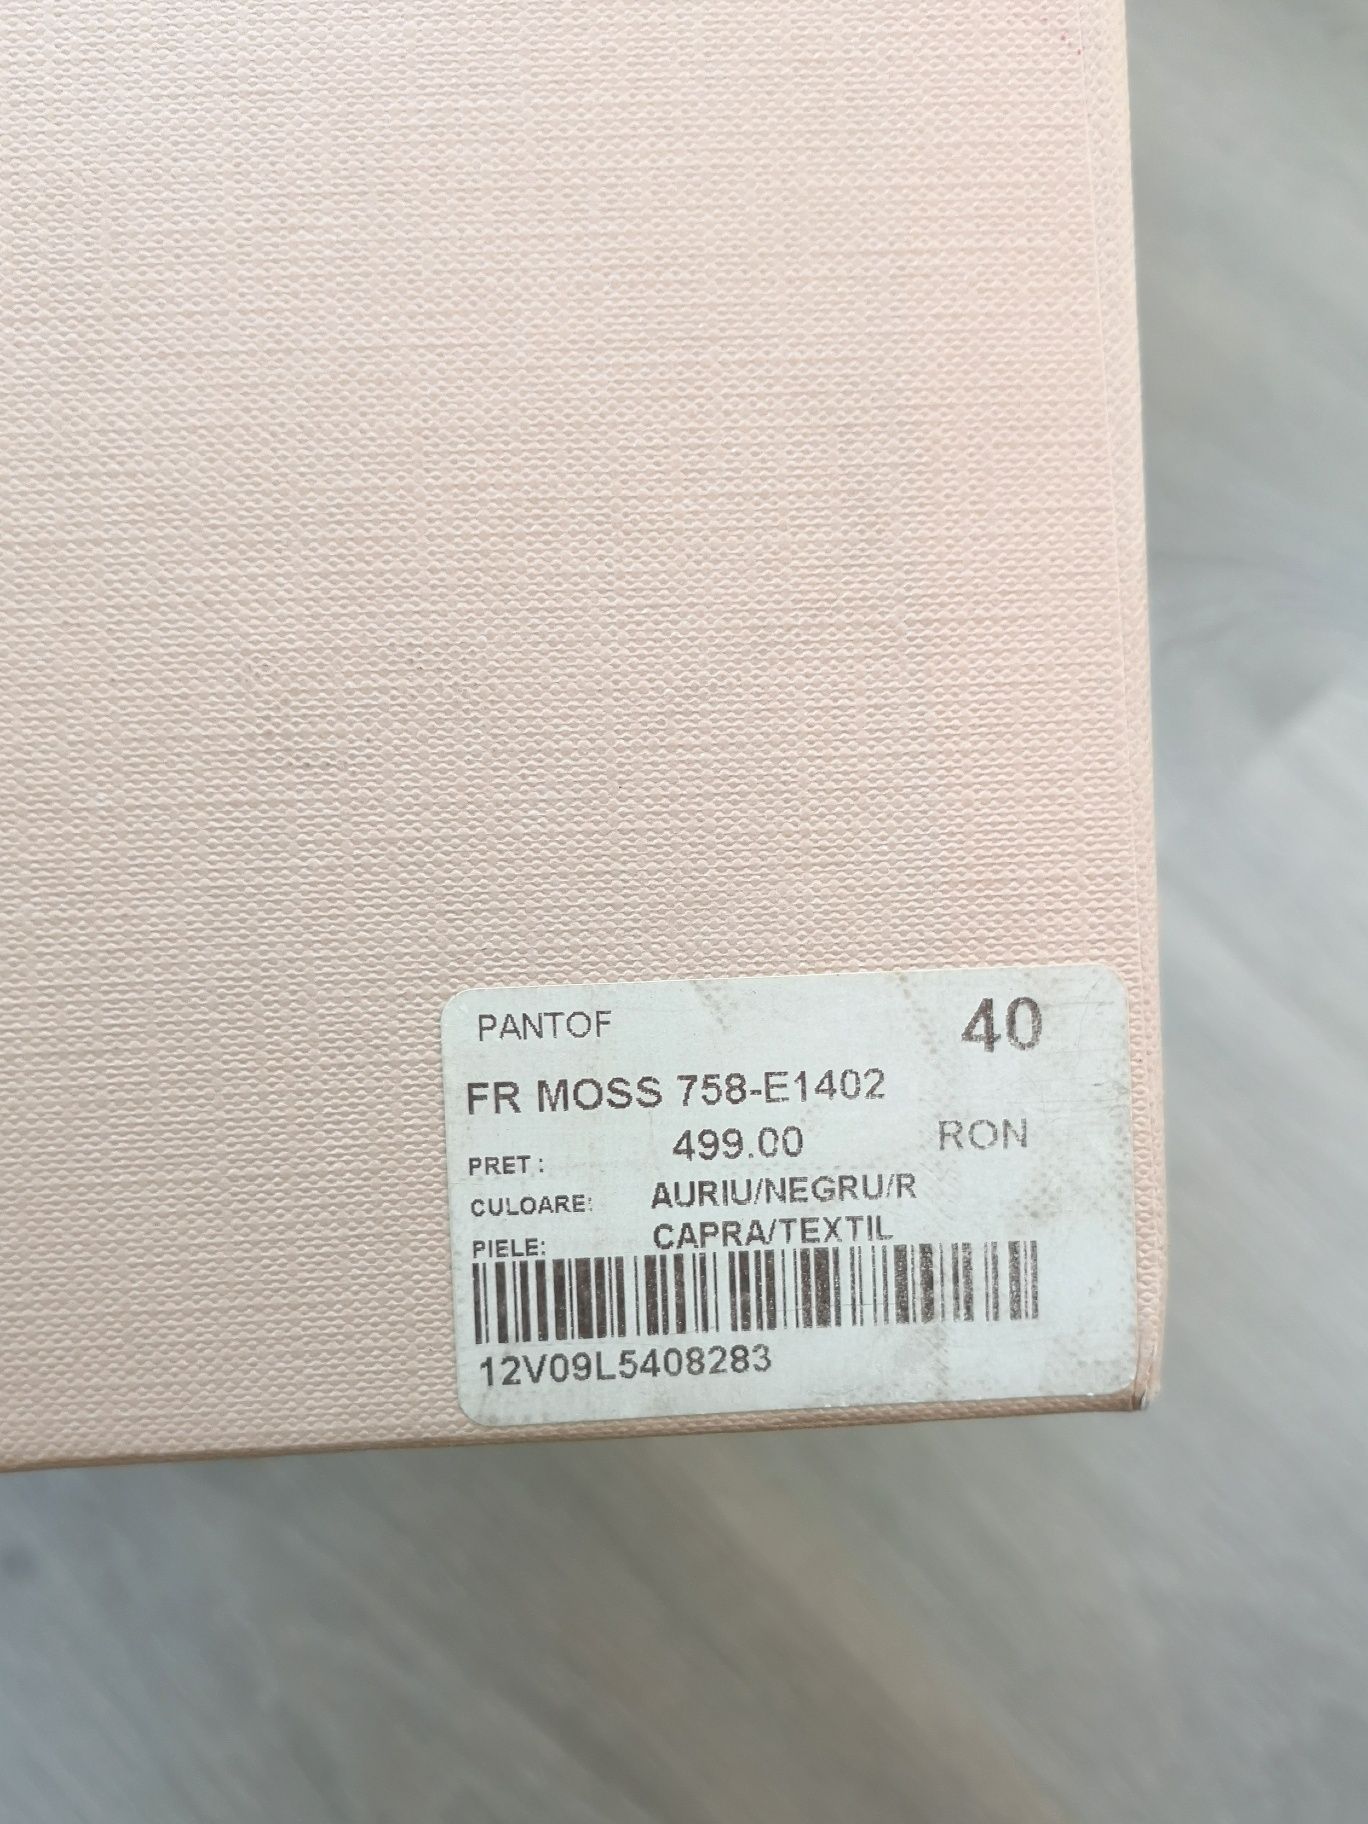 PANTOF 40
FR MOSS 758-E1402
PRET : 499.00 RON
CULOARE: AURIU/NEGRU/R
PIELE: CAPRA/TEXTIL
12V09L5408283